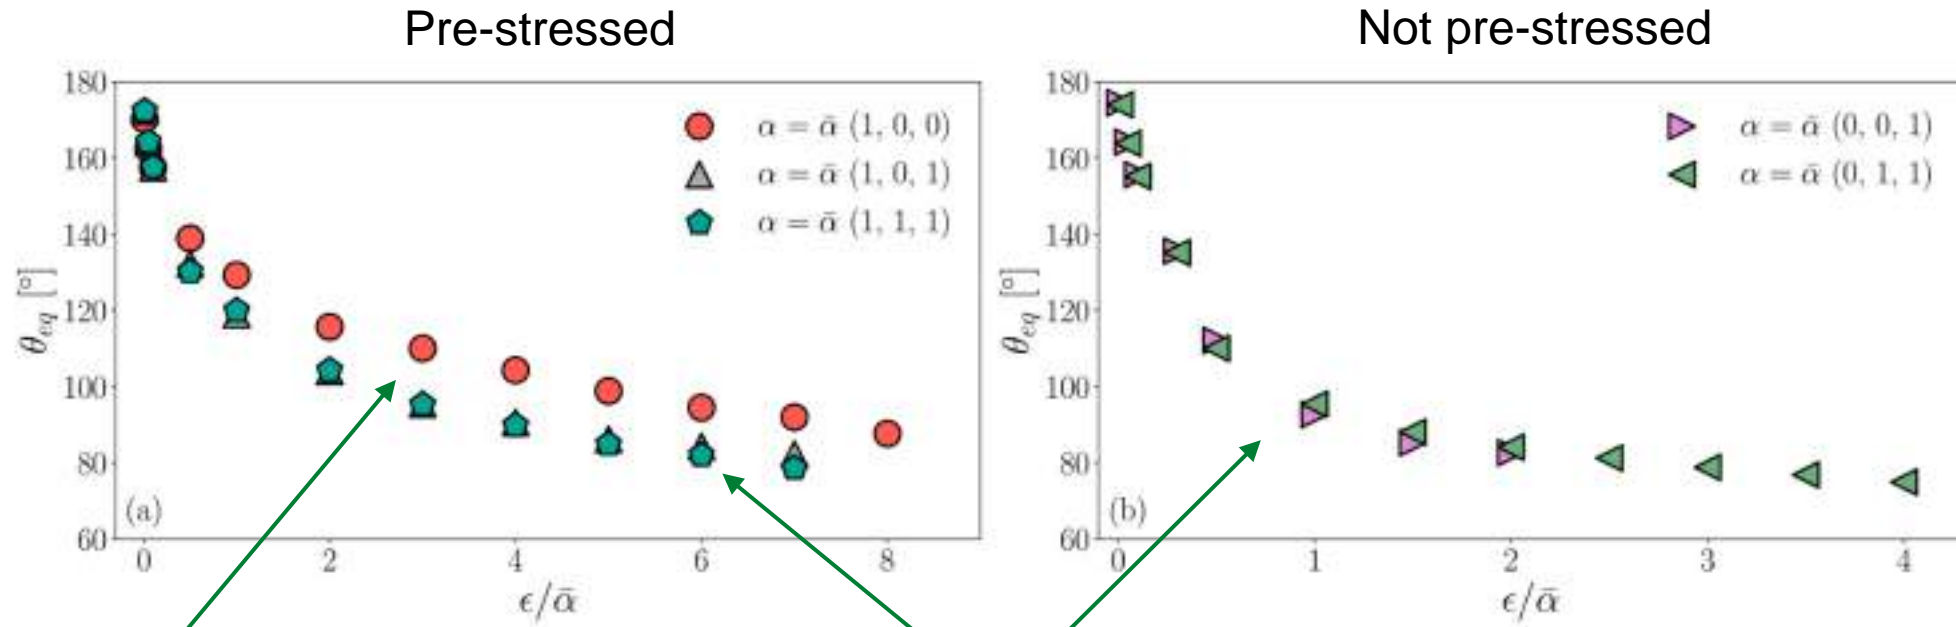 Pre-stressed
180
160
140
120
100
80
60
θ_eq [°]
α = ᾱ (1, 0, 0)
α = ᾱ (1, 0, 1)
α = ᾱ (1, 1, 1)
(a)
0 2 4 6 8
ϵ/ᾱ
Not pre-stressed
180
160
140
120
100
80
60
θ_eq [°]
α = ᾱ (0, 0, 1)
α = ᾱ (0, 1, 1)
(b)
0 1 2 3 4
ϵ/ᾱ